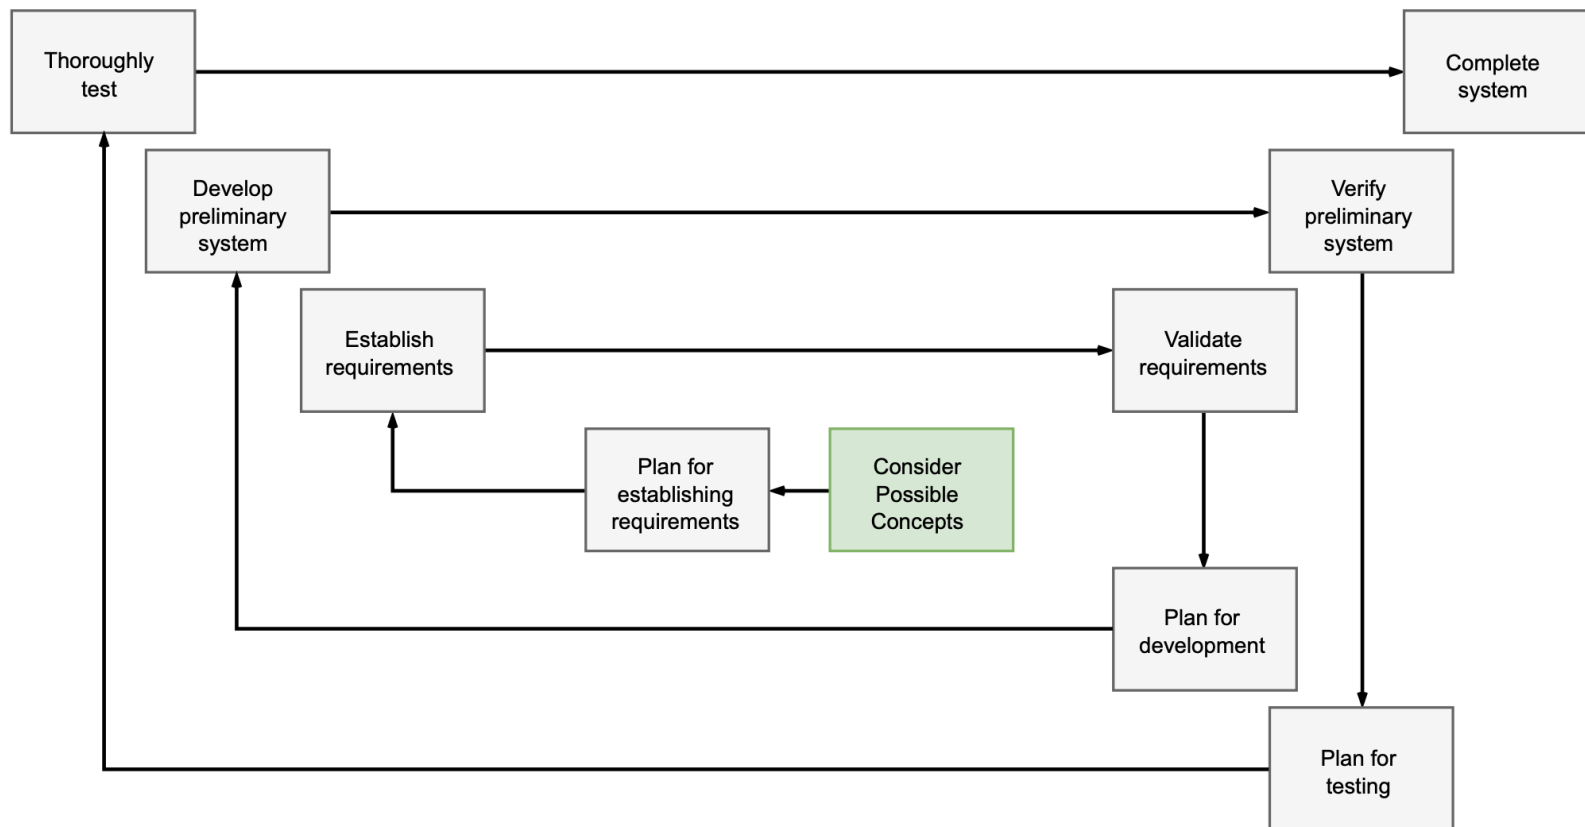 Thoroughly
test
Complete
system
Develop
preliminary
system
Verify
preliminary
system
Establish
requirements
Validate
requirements
Plan for
establishing
requirements
Consider
Possible
Concepts
Plan for
development
Plan for
testing